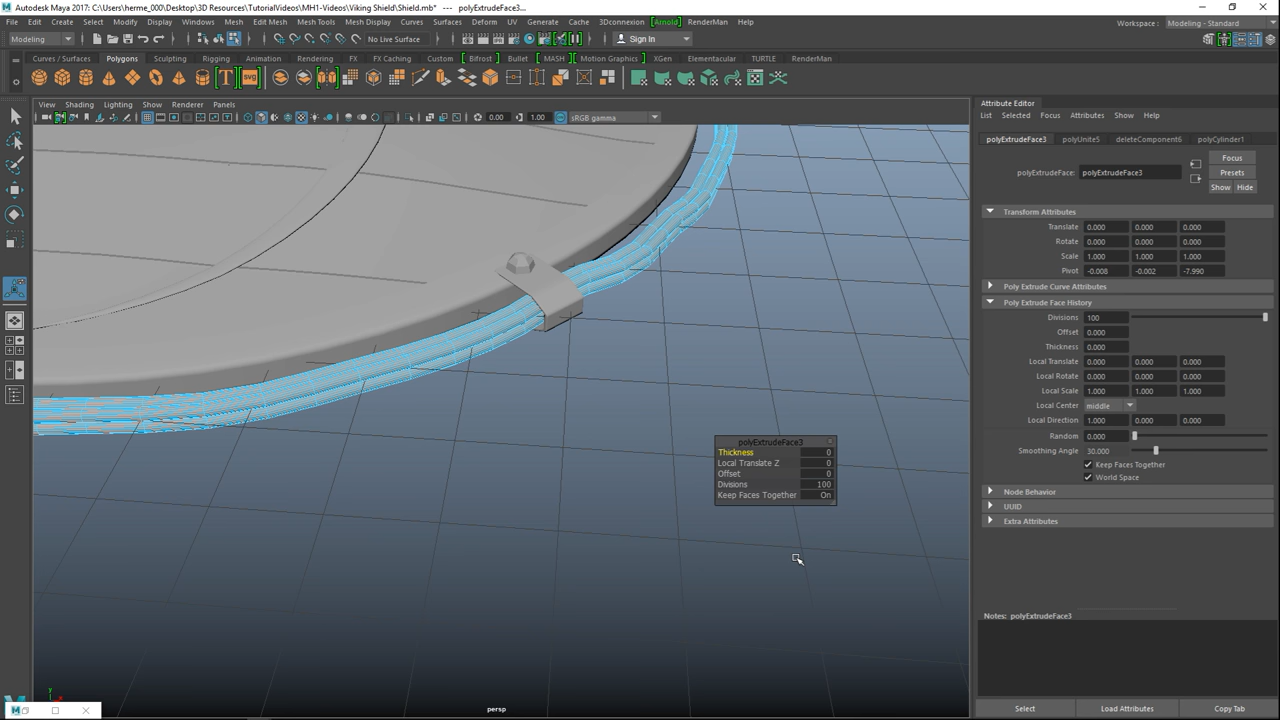 Autodesk Maya 2017: C:\Users\herme_000\Desktop\3D Resources\TutorialVideos\MH1-Videos\Viking Shield\Shield.mb* --- polyExtrudeFace3...
File Edit Create Select Modify Display Windows Mesh Edit Mesh Mesh Tools Mesh Display Curves Surfaces Deform UV Generate Cache 3Dconnexion [Arnold] RenderMan Help
Workspace : Modeling - Standard
Modeling No Live Surface Sign In
Curves / Surfaces Polygons Sculpting Rigging Animation Rendering FX FX Caching Custom Bifrost Bullet MASH Motion Graphics XGen Elementacular TURTLE RenderMan
T SVG
View Shading Lighting Show Renderer Panels
0.00 1.00 sRGB gamma
Attribute Editor
List Selected Focus Attributes Show Help
polyExtrudeFace3 polyUnite5 deleteComponent6 polyCylinder1
Focus
polyExtrudeFace: polyExtrudeFace3 Presets
Show Hide
Transform Attributes
Translate 0.000 0.000 0.000
Rotate 0.000 0.000 0.000
Scale 1.000 1.000 1.000
Pivot -0.008 -0.002 -7.990
Poly Extrude Curve Attributes
Poly Extrude Face History
Divisions 100
Offset 0.000
Thickness 0.000
Local Translate 0.000 0.000 0.000
Local Rotate 0.000 0.000 0.000
Local Scale 1.000 1.000 1.000
Local Center middle
Local Direction 1.000 0.000 0.000
Random 0.000
Smoothing Angle 30.000
Keep Faces Together
World Space
Node Behavior
UUID
Extra Attributes
polyExtrudeFace3
Thickness 0
Local Translate Z 0
Offset 0
Divisions 100
Keep Faces Together On
Notes: polyExtrudeFace3
y
persp
Select Load Attributes Copy Tab